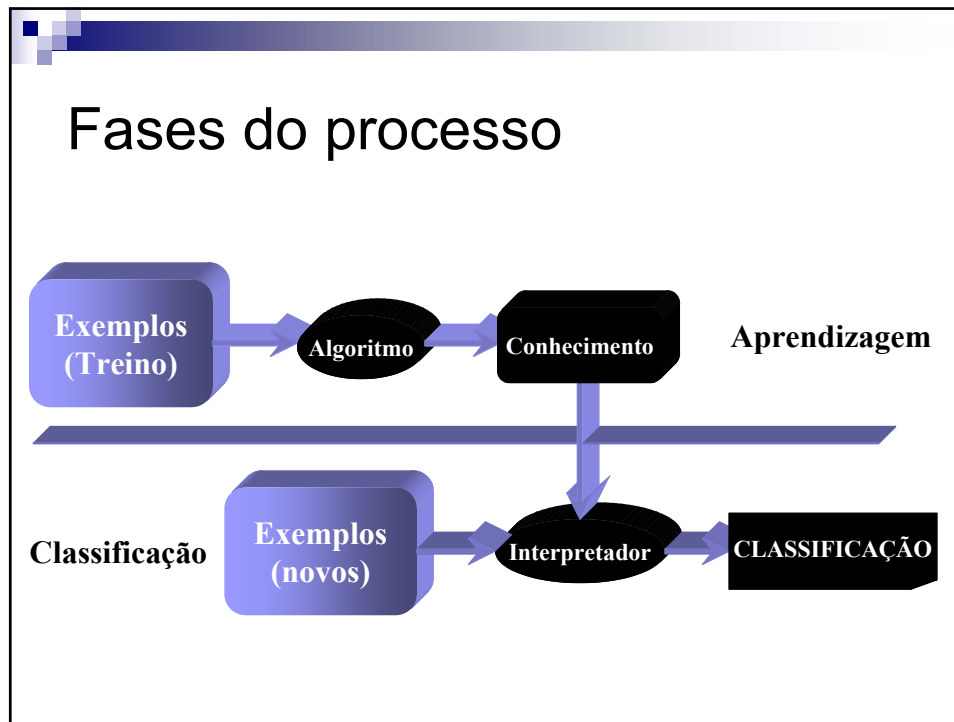 Fases do processo
Exemplos
(Treino)
Algoritmo
Conhecimento
Aprendizagem
Classificação
Exemplos
(novos)
Interpretador
CLASSIFICAÇÃO